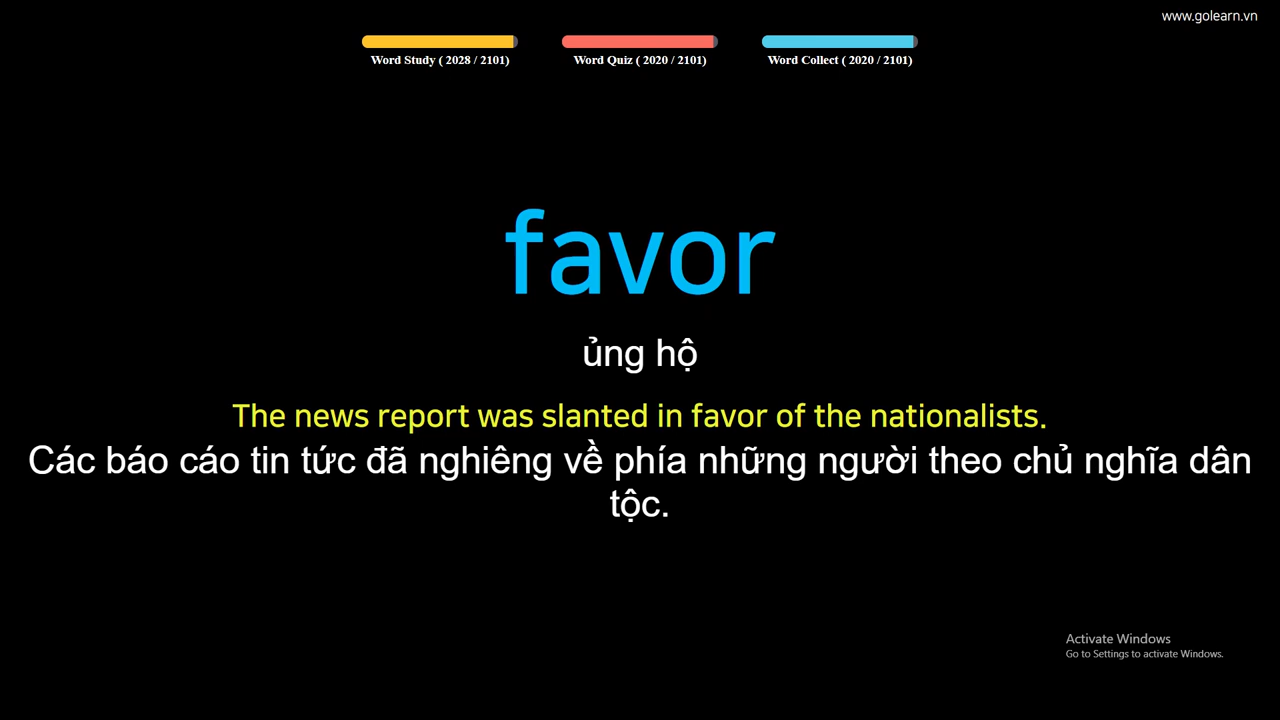 www.golearn.vn
Word Study ( 2028 / 2101) Word Quiz ( 2020 / 2101) Word Collect ( 2020 / 2101)
favor
ủng hộ
The news report was slanted in favor of the nationalists.
Các báo cáo tin tức đã nghiêng về phía những người theo chủ nghĩa dân
tộc.
Activate Windows
Go to Settings to activate Windows.